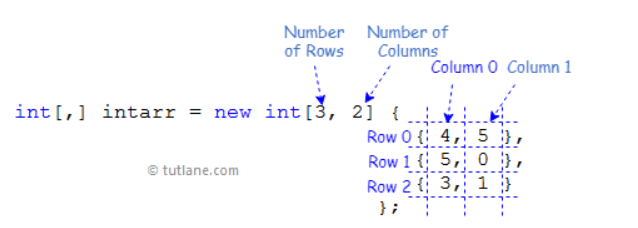 Number Number of
of Rows Columns
Column 0 Column 1
int[,] intarr = new int[3, 2] {
Row 0 { 4, 5 },
Row 1 { 5, 0 },
© tutlane.com
Row 2 { 3, 1 }
};